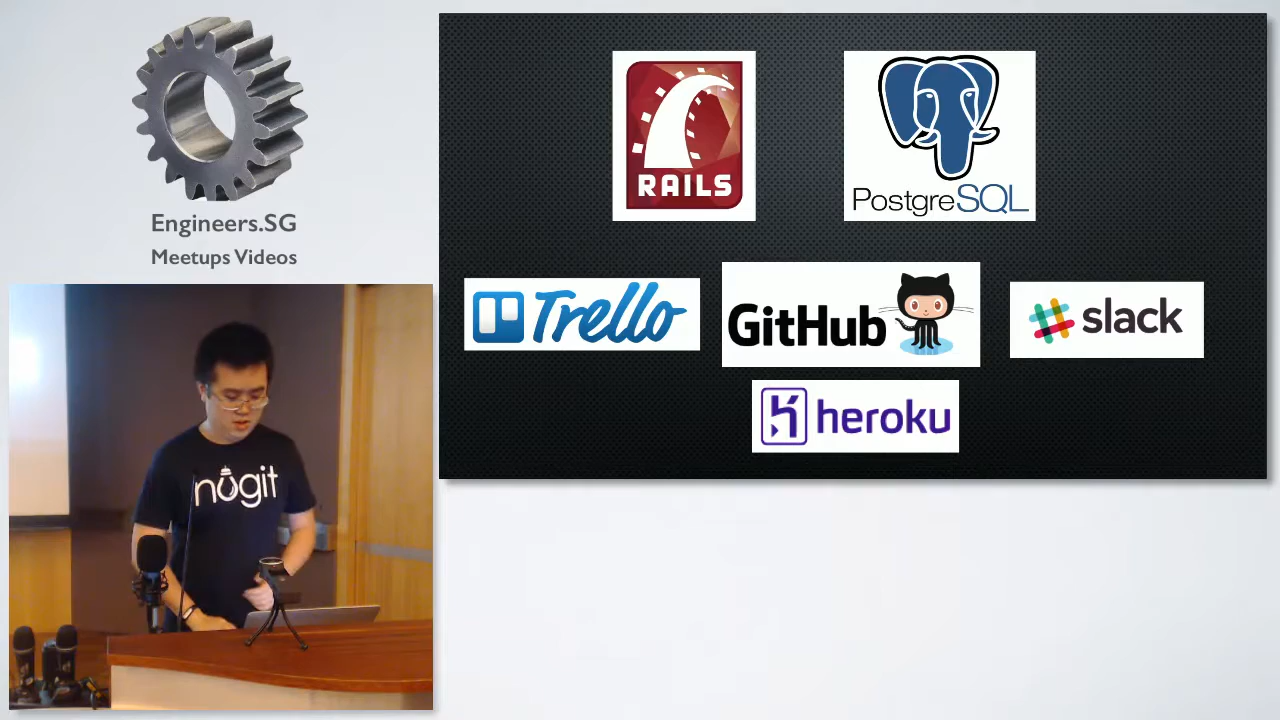 Engineers.SG
Meetups Videos
nugit
RAILS
PostgreSQL
Trello
GitHub
slack
heroku